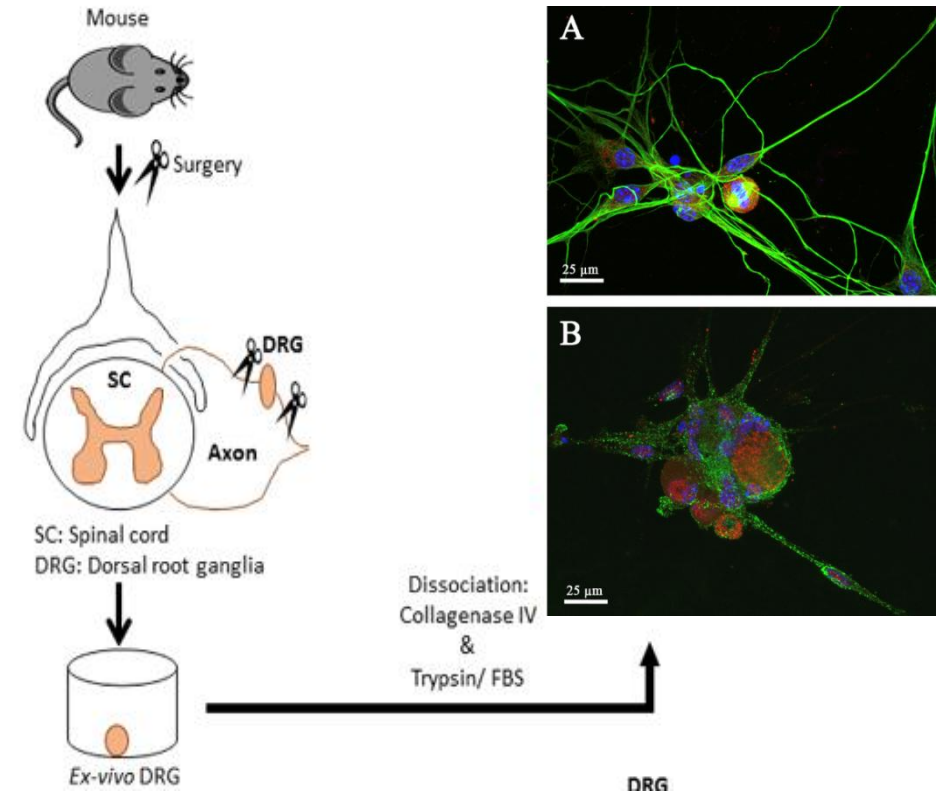 Mouse
Surgery
DRG
SC
Axon
SC: Spinal cord
DRG: Dorsal root ganglia
Ex-vivo DRG
Dissociation:
Collagenase IV
&
Trypsin/ FBS
A
25 µm
B
25 µm
DRG